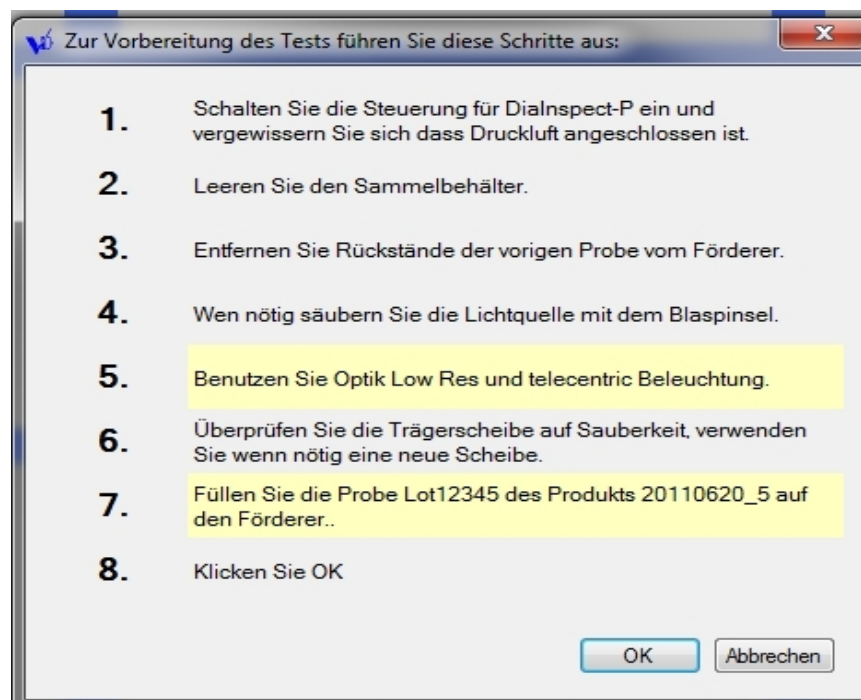 Zur Vorbereitung des Tests führen Sie diese Schritte aus:
1. Schalten Sie die Steuerung für DiaInspect-P ein und
vergewissern Sie sich dass Druckluft angeschlossen ist.
2. Leeren Sie den Sammelbehälter.
3. Entfernen Sie Rückstände der vorigen Probe vom Förderer.
4. Wen nötig säubern Sie die Lichtquelle mit dem Blaspinsel.
5. Benutzen Sie Optik Low Res und telecentric Beleuchtung.
6. Überprüfen Sie die Trägerscheibe auf Sauberkeit, verwenden
Sie wenn nötig eine neue Scheibe.
7. Füllen Sie die Probe Lot12345 des Produkts 20110620_5 auf
den Förderer..
8. Klicken Sie OK
OK Abbrechen